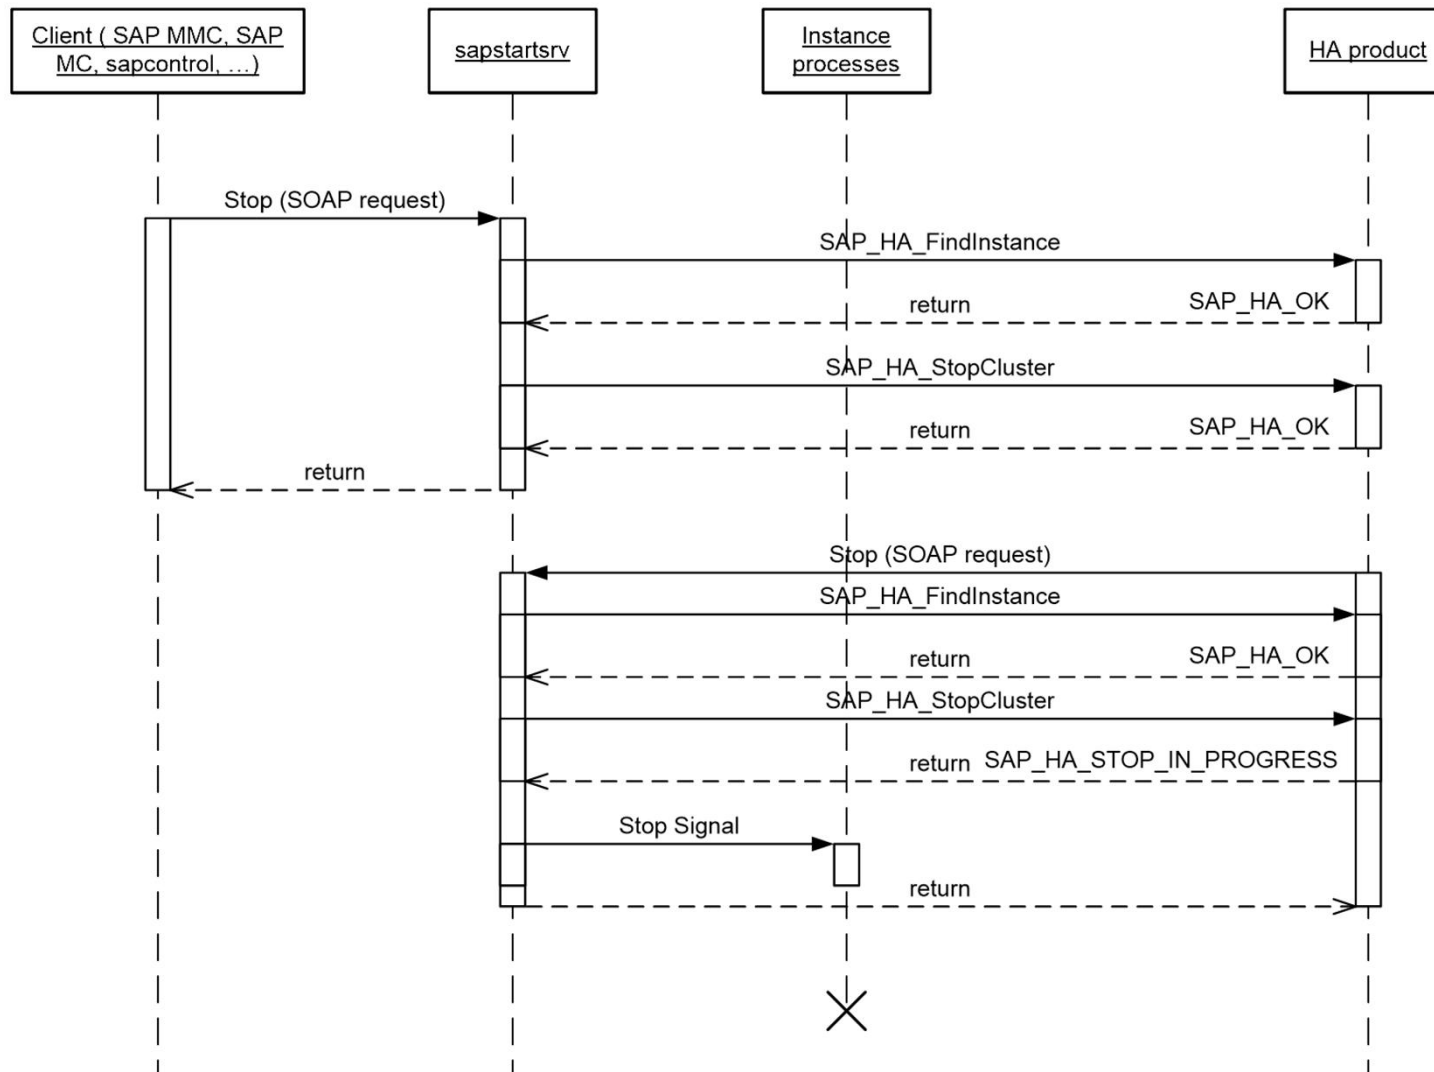 Client ( SAP MMC, SAP
MC, sapcontrol, …)
sapstartsrv
Instance
processes
HA product
Stop (SOAP request)
SAP_HA_FindInstance
return
SAP_HA_OK
SAP_HA_StopCluster
return
SAP_HA_OK
return
Stop (SOAP request)
SAP_HA_FindInstance
return
SAP_HA_OK
SAP_HA_StopCluster
return
SAP_HA_STOP_IN_PROGRESS
Stop Signal
return